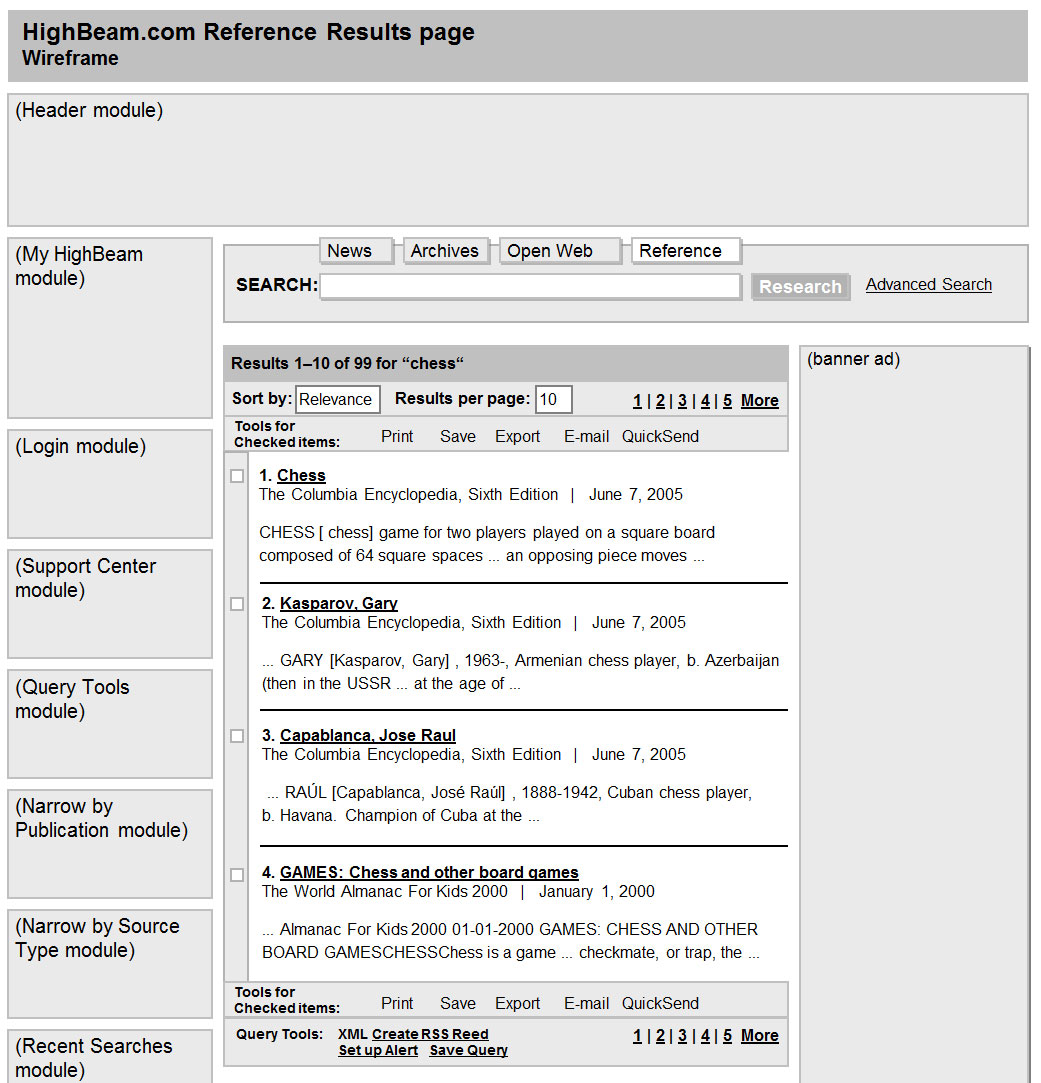 HighBeam.com Reference Results page
Wireframe
(Header module)
(My HighBeam
module)
(Login module)
(Support Center
module)
(Query Tools
module)
(Narrow by
Publication module)
(Narrow by Source
Type module)
(Recent Searches
module)
News Archives Open Web Reference
SEARCH: Research Advanced Search
Results 1–10 of 99 for “chess“
Sort by: Relevance Results per page: 10 1 | 2 | 3 | 4 | 5 More
Tools for
Checked items: Print Save Export E-mail QuickSend
1. Chess
The Columbia Encyclopedia, Sixth Edition | June 7, 2005
CHESS [ chess] game for two players played on a square board
composed of 64 square spaces ... an opposing piece moves ...
2. Kasparov, Gary
The Columbia Encyclopedia, Sixth Edition | June 7, 2005
... GARY [Kasparov, Gary] , 1963-, Armenian chess player, b. Azerbaijan
(then in the USSR ... at the age of ...
3. Capablanca, Jose Raul
The Columbia Encyclopedia, Sixth Edition | June 7, 2005
... RAÚL [Capablanca, José Raúl] , 1888-1942, Cuban chess player,
b. Havana. Champion of Cuba at the ...
4. GAMES: Chess and other board games
The World Almanac For Kids 2000 | January 1, 2000
... Almanac For Kids 2000 01-01-2000 GAMES: CHESS AND OTHER
BOARD GAMESCHESSChess is a game ... checkmate, or trap, the ...
Tools for
Checked items: Print Save Export E-mail QuickSend
Query Tools: XML Create RSS Reed 1 | 2 | 3 | 4 | 5 More
Set up Alert Save Query
(banner ad)